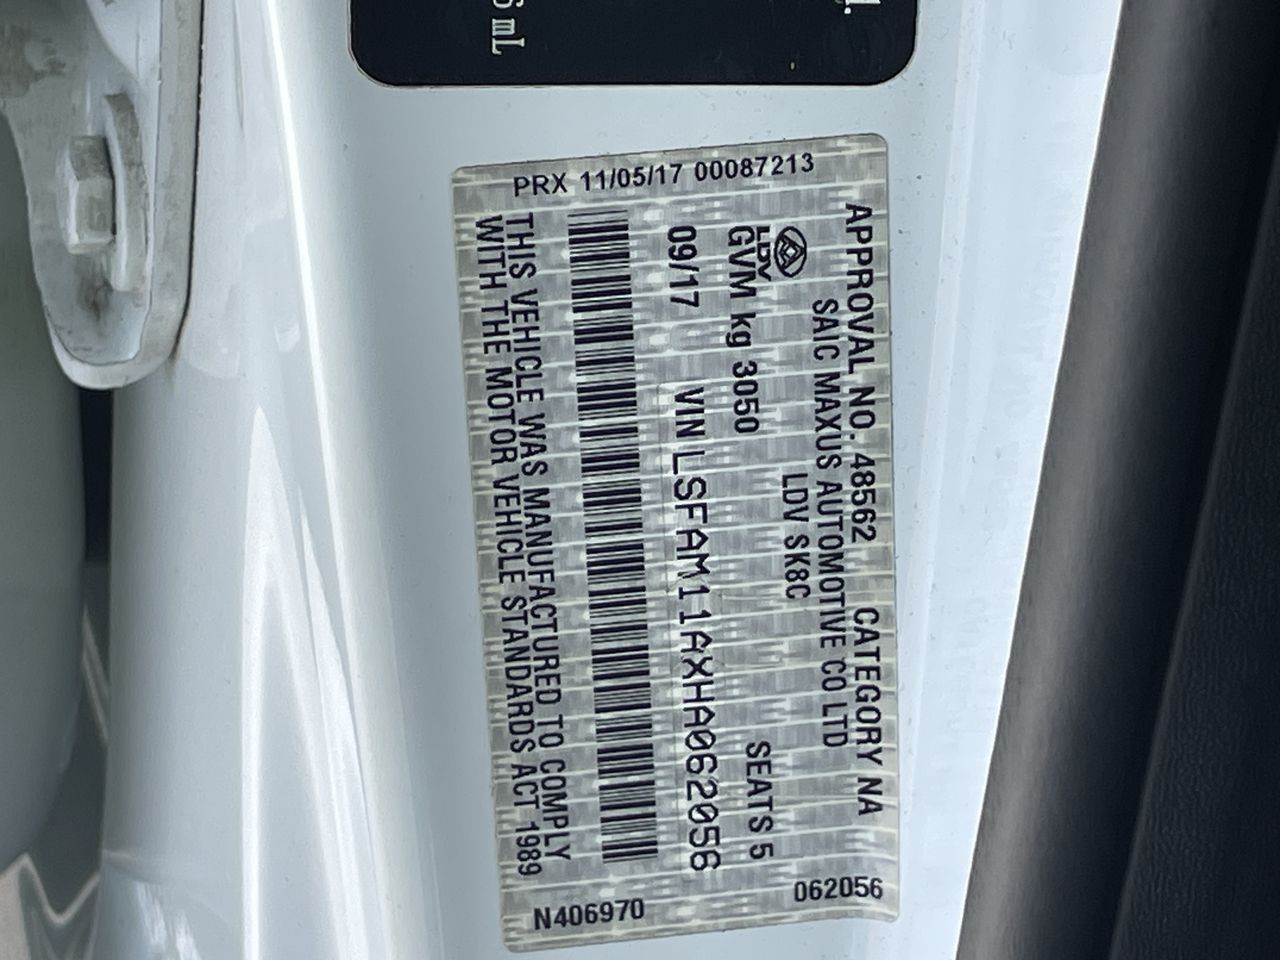 6 mL
PRX 11/05/17 00087213
APPROVAL NO. 48562 CATEGORY NA
SAIC MAXUS AUTOMOTIVE CO LTD
LDV
LDV SK8C
GVM kg 3050 SEATS 5
09/17 VIN LSFAM11AXHA062056
THIS VEHICLE WAS MANUFACTURED TO COMPLY
WITH THE MOTOR VEHICLE STANDARDS ACT 1989
062056
N406970